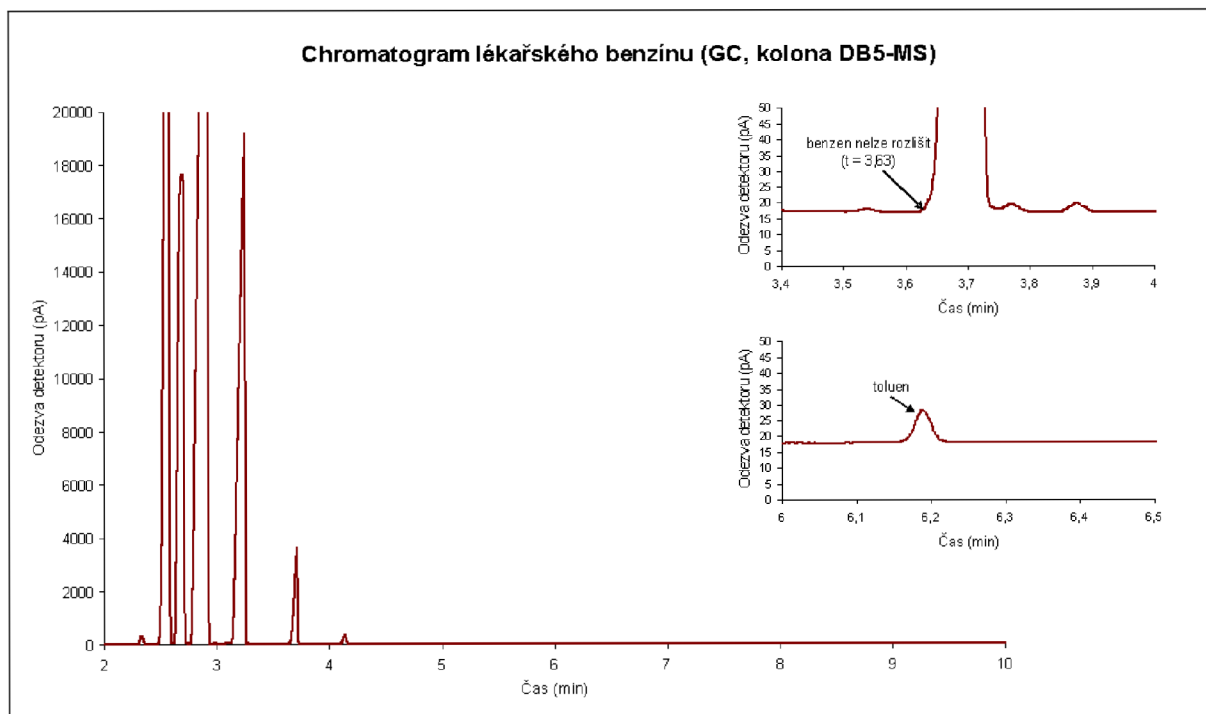 Chromatogram lékařského benzínu (GC, kolona DB5-MS)
20000
18000
16000
14000
12000
10000
8000
6000
4000
2000
0
Odezva detektoru (pA)
2 3 4 5 6 7 8 9 10
Čas (min)
50
45
40
35
30
25
20
15
10
5
0
Odezva detektoru (pA)
benzen nelze rozlišit
(t = 3,63)
3,4 3,5 3,6 3,7 3,8 3,9 4
Čas (min)
50
45
40
35
30
25
20
15
10
5
0
Odezva detektoru (pA)
toluen
6 6,1 6,2 6,3 6,4 6,5
Čas (min)